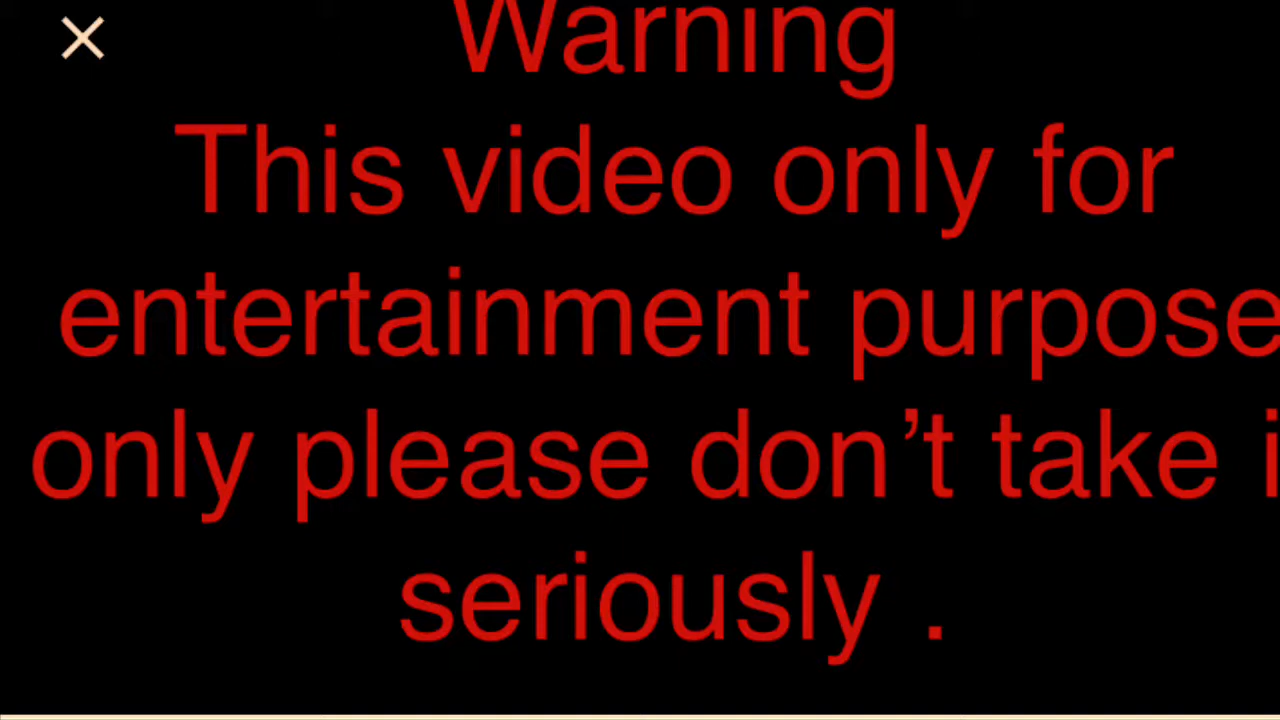 Warning
This video only for
entertainment purpose
only please don’t take i
seriously .